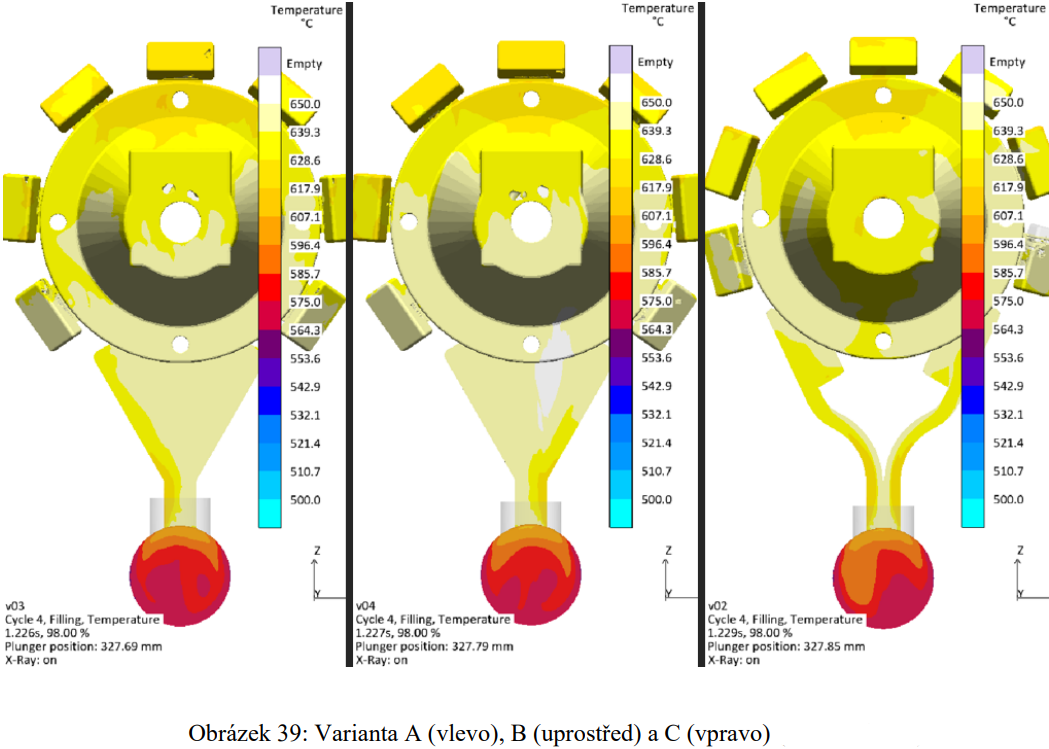 Temperature
°C
Empty
650.0
639.3
628.6
617.9
607.1
596.4
585.7
575.0
564.3
553.6
542.9
532.1
521.4
510.7
500.0
Z
Y
v03
Cycle 4, Filling, Temperature
1.226s, 98.00 %
Plunger position: 327.69 mm
X-Ray: on
Temperature
°C
Empty
650.0
639.3
628.6
617.9
607.1
596.4
585.7
575.0
564.3
553.6
542.9
532.1
521.4
510.7
500.0
Z
Y
v04
Cycle 4, Filling, Temperature
1.227s, 98.00 %
Plunger position: 327.79 mm
X-Ray: on
Temperature
°C
Empty
650.0
639.3
628.6
617.9
607.1
596.4
585.7
575.0
564.3
553.6
542.9
532.1
521.4
510.7
500.0
Z
Y
v02
Cycle 4, Filling, Temperature
1.229s, 98.00 %
Plunger position: 327.85 mm
X-Ray: on
Obrázek 39: Varianta A (vlevo), B (uprostřed) a C (vpravo)